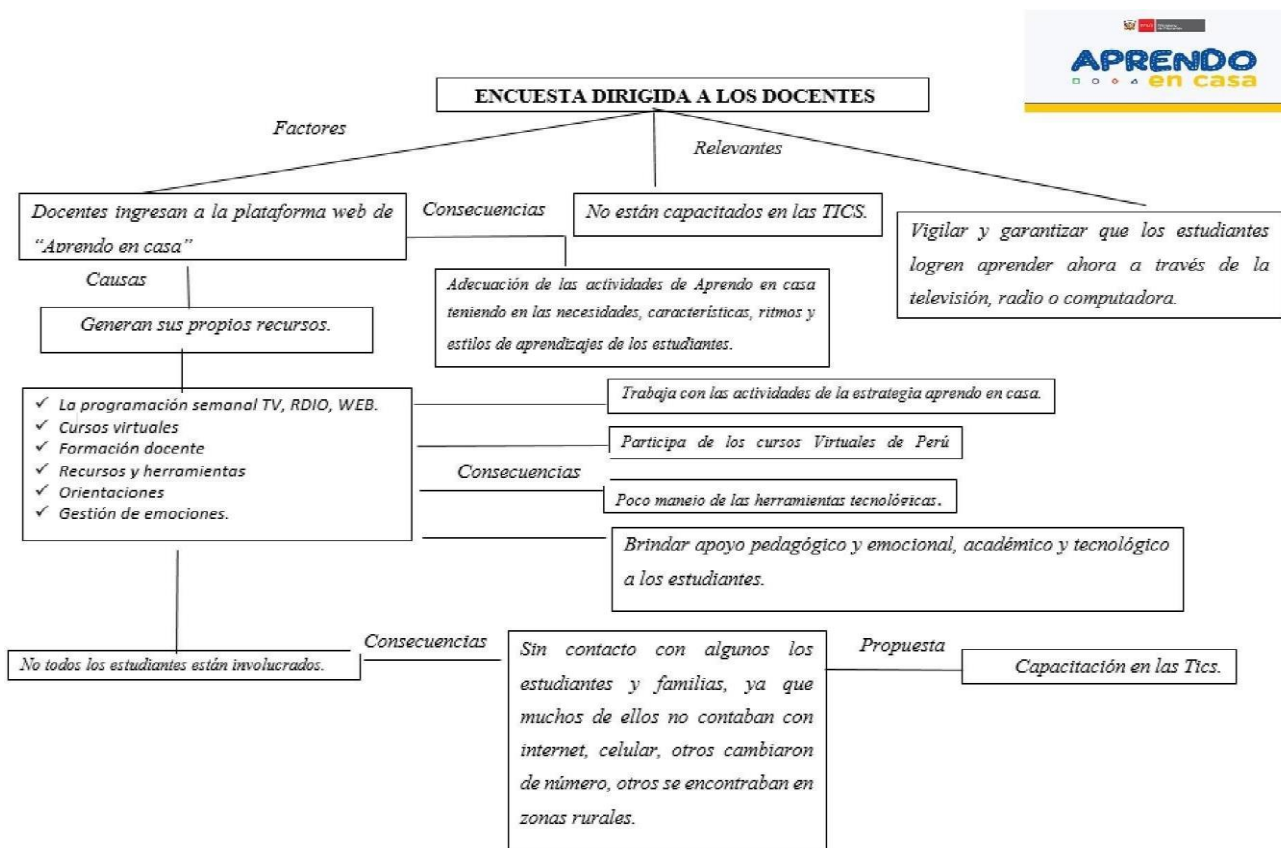 APRENDO
en casa
ENCUESTA DIRIGIDA A LOS DOCENTES
Factores
Relevantes
Docentes ingresan a la plataforma web de
“Aprendo en casa”
Consecuencias
No están capacitados en las TICS.
Vigilar y garantizar que los estudiantes
logren aprender ahora a través de la
televisión, radio o computadora.
Causas
Adecuación de las actividades de Aprendo en casa
teniendo en las necesidades, características, ritmos y
estilos de aprendizajes de los estudiantes.
Generan sus propios recursos.
✓ La programación semanal TV, RDIO, WEB.
✓ Cursos virtuales
✓ Formación docente
✓ Recursos y herramientas
✓ Orientaciones
✓ Gestión de emociones.
Trabaja con las actividades de la estrategia aprendo en casa.
Participa de los cursos Virtuales de Perú
Consecuencias
Poco manejo de las herramientas tecnológicas.
Brindar apoyo pedagógico y emocional, académico y tecnológico
a los estudiantes.
No todos los estudiantes están involucrados.
Consecuencias
Sin contacto con algunos los
estudiantes y familias, ya que
muchos de ellos no contaban con
internet, celular, otros cambiaron
de número, otros se encontraban en
zonas rurales.
Propuesta
Capacitación en las Tics.